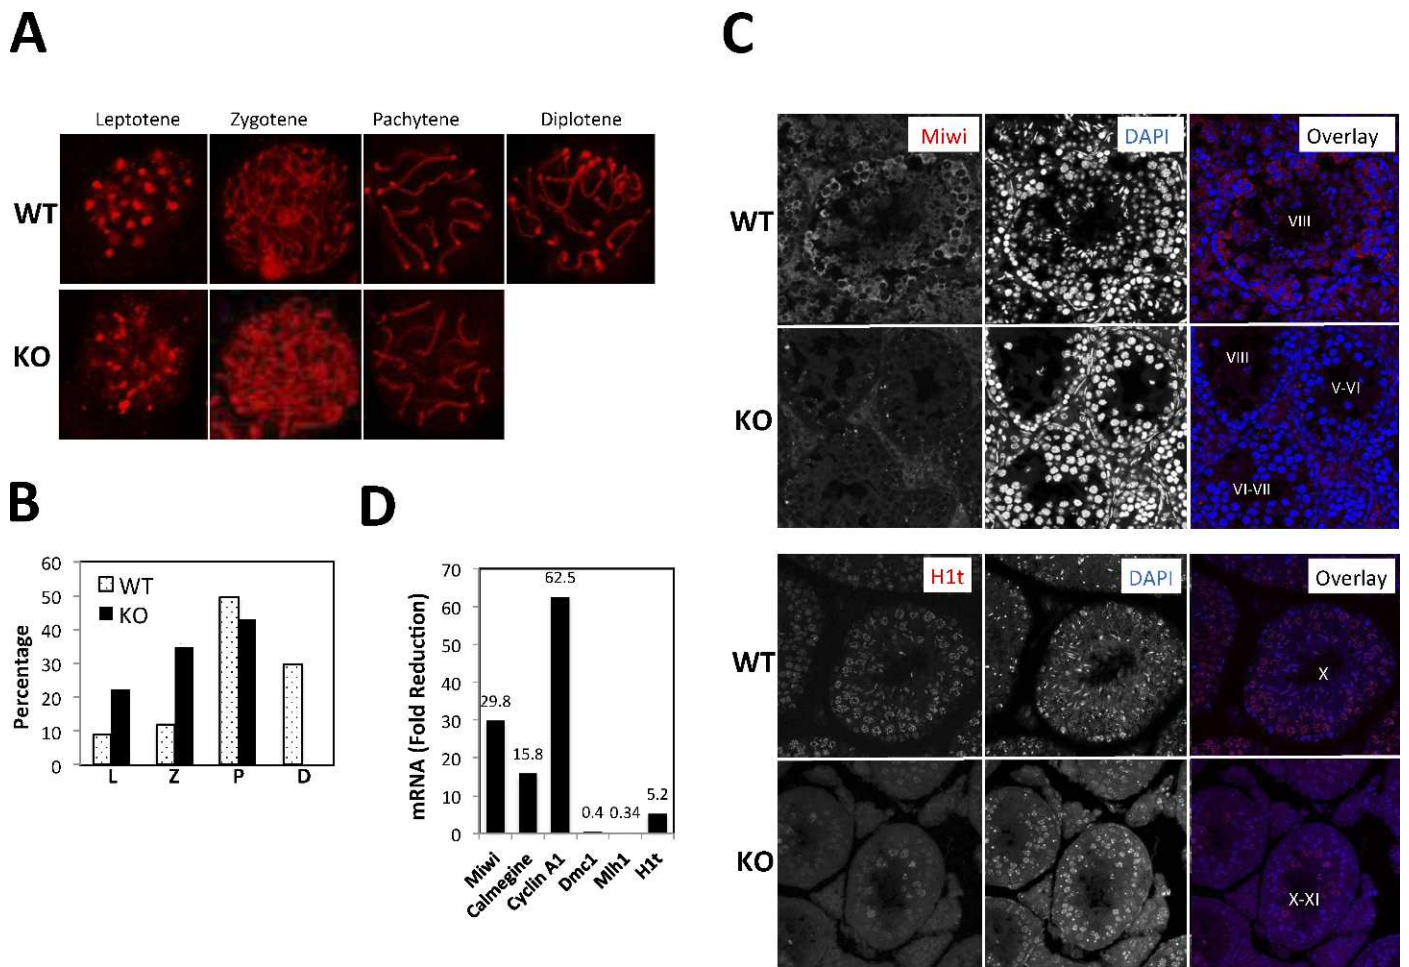 A
Leptotene Zygotene Pachytene Diplotene
WT
KO
B
60
50
40
30
20
10
0
Percentage
WT
KO
L Z P D
D
70
60
50
40
30
20
10
0
mRNA (Fold Reduction)
29.8
15.8
62.5
0.4
0.34
5.2
Miwi
Calmegine
Cyclin A1
Dmc1
Mlh1
H1t
C
Miwi DAPI Overlay
WT
VIII
KO
VIII
V-VI
VI-VII
H1t DAPI Overlay
WT
X
KO
X-XI